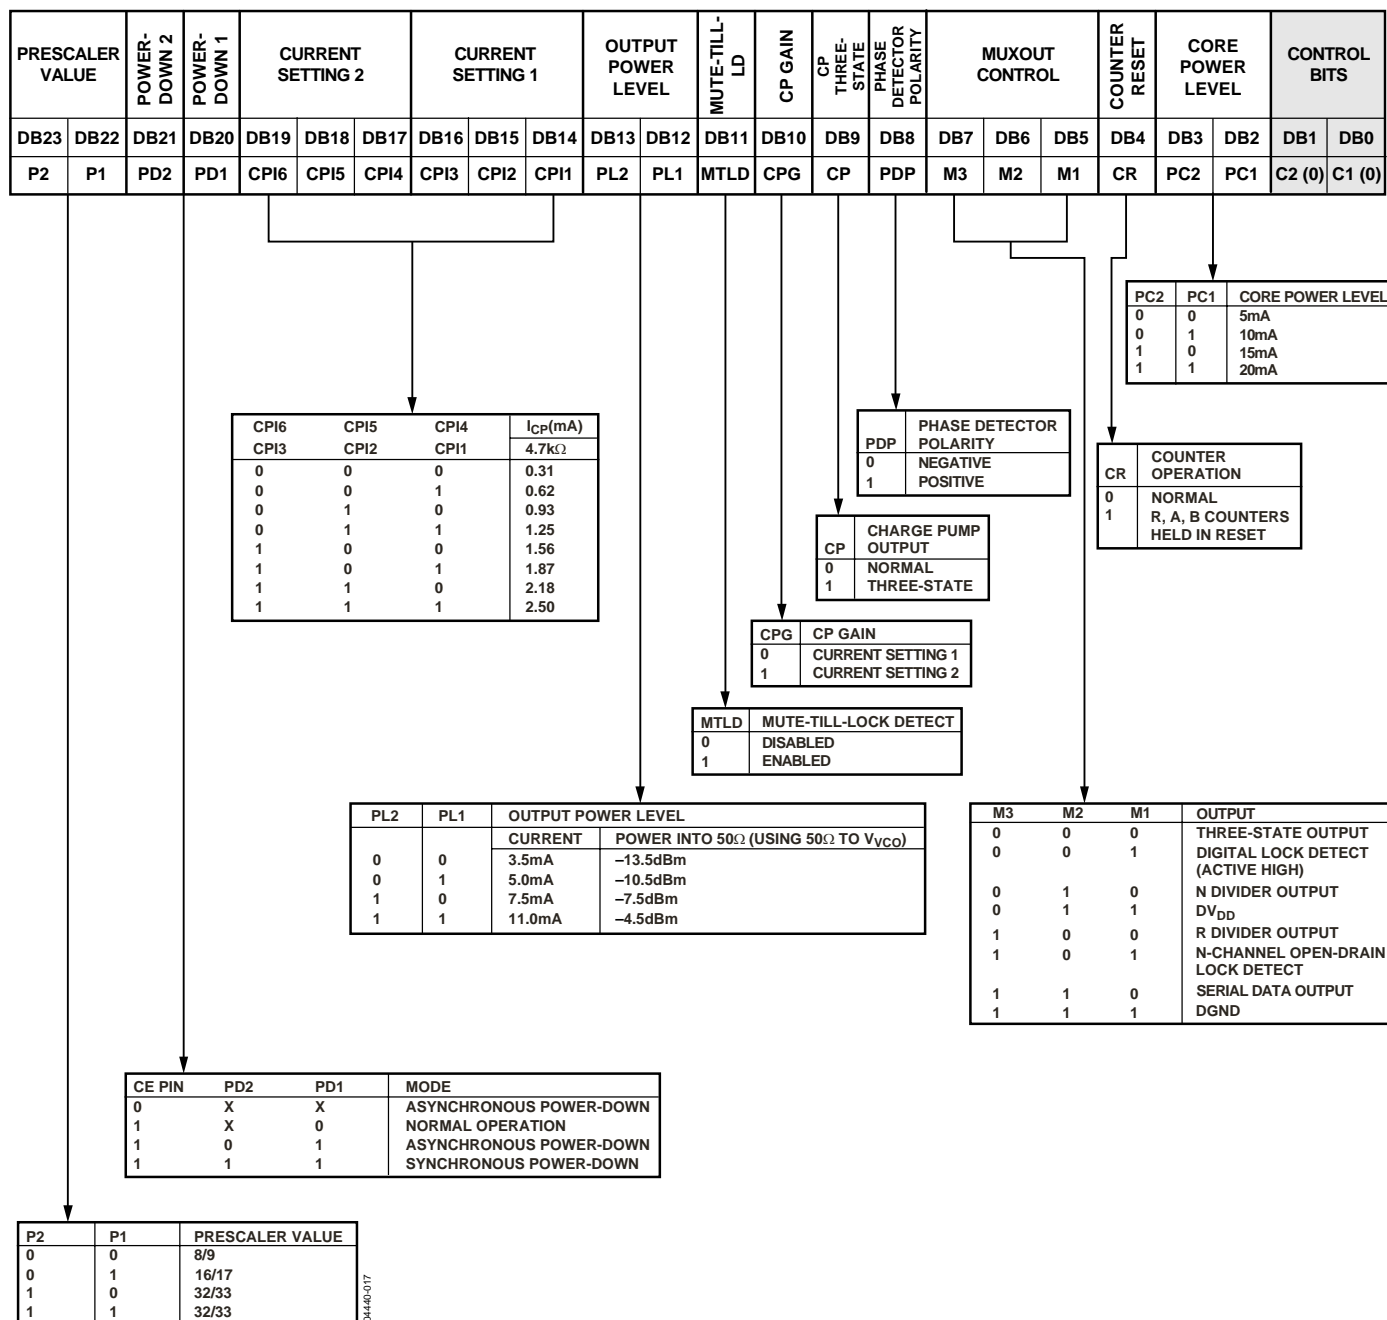 PRESCALER VALUE
POWER-DOWN 2
POWER-DOWN 1
CURRENT SETTING 2
CURRENT SETTING 1
OUTPUT POWER LEVEL
MUTE-TILL-LD
CP GAIN
CP THREE-STATE
PHASE DETECTOR POLARITY
MUXOUT CONTROL
COUNTER RESET
CORE POWER LEVEL
CONTROL BITS
DB23 DB22 DB21 DB20 DB19 DB18 DB17 DB16 DB15 DB14 DB13 DB12 DB11 DB10 DB9 DB8 DB7 DB6 DB5 DB4 DB3 DB2 DB1 DB0
P2 P1 PD2 PD1 CPI6 CPI5 CPI4 CPI3 CPI2 CPI1 PL2 PL1 MTLD CPG CP PDP M3 M2 M1 CR PC2 PC1 C2 (0) C1 (0)
PC2 PC1 CORE POWER LEVEL
0 0 5mA
0 1 10mA
1 0 15mA
1 1 20mA
CPI6 CPI5 CPI4 ICP(mA)
CPI3 CPI2 CPI1 4.7kΩ
0 0 0 0.31
0 0 1 0.62
0 1 0 0.93
0 1 1 1.25
1 0 0 1.56
1 0 1 1.87
1 1 0 2.18
1 1 1 2.50
PDP PHASE DETECTOR POLARITY
0 NEGATIVE
1 POSITIVE
CR COUNTER OPERATION
0 NORMAL
1 R, A, B COUNTERS
HELD IN RESET
CP CHARGE PUMP OUTPUT
0 NORMAL
1 THREE-STATE
CPG CP GAIN
0 CURRENT SETTING 1
1 CURRENT SETTING 2
MTLD MUTE-TILL-LOCK DETECT
0 DISABLED
1 ENABLED
PL2 PL1 OUTPUT POWER LEVEL
CURRENT POWER INTO 50Ω (USING 50Ω TO VVCO)
0 0 3.5mA –13.5dBm
0 1 5.0mA –10.5dBm
1 0 7.5mA –7.5dBm
1 1 11.0mA –4.5dBm
M3 M2 M1 OUTPUT
0 0 0 THREE-STATE OUTPUT
0 0 1 DIGITAL LOCK DETECT
(ACTIVE HIGH)
0 1 0 N DIVIDER OUTPUT
0 1 1 DVDD
1 0 0 R DIVIDER OUTPUT
1 0 1 N-CHANNEL OPEN-DRAIN
LOCK DETECT
1 1 0 SERIAL DATA OUTPUT
1 1 1 DGND
CE PIN PD2 PD1 MODE
0 X X ASYNCHRONOUS POWER-DOWN
1 X 0 NORMAL OPERATION
1 0 1 ASYNCHRONOUS POWER-DOWN
1 1 1 SYNCHRONOUS POWER-DOWN
P2 P1 PRESCALER VALUE
0 0 8/9
0 1 16/17
1 0 32/33
1 1 32/33
04440-017